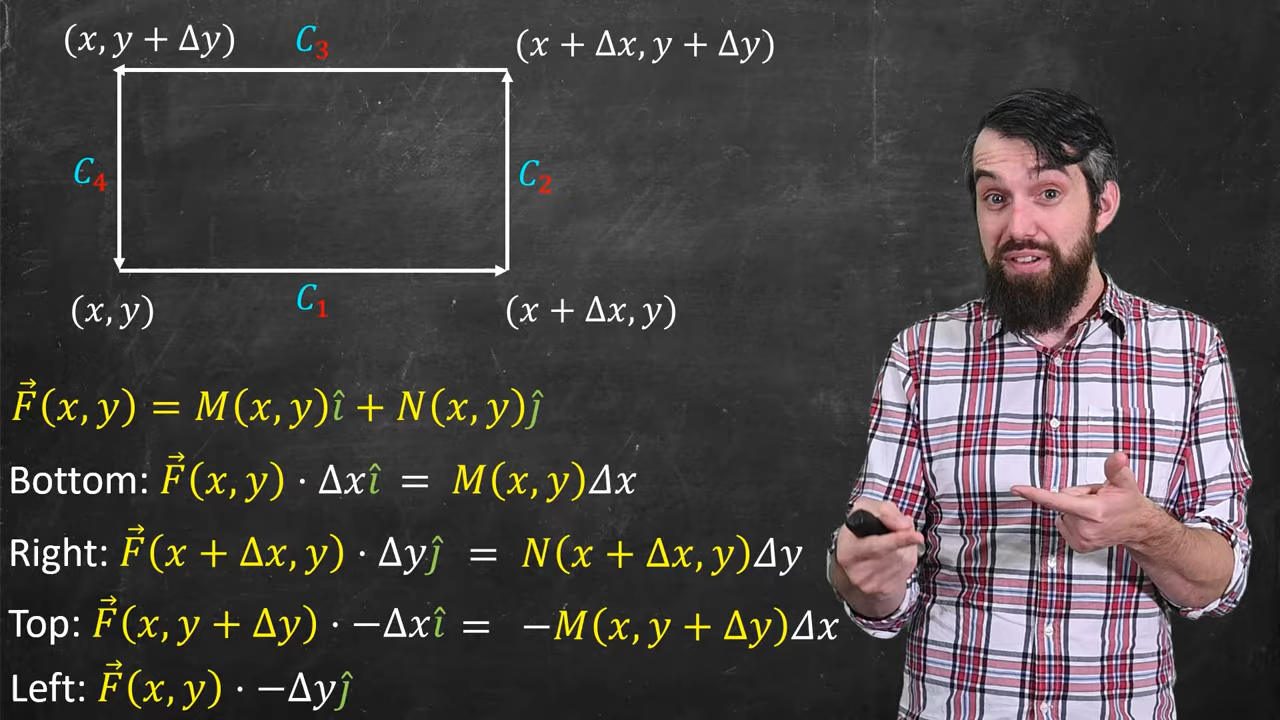 (x, y + Δy) C₃ (x + Δx, y + Δy)
C₄ C₂
(x, y) C₁ (x + Δx, y)
F⃗(x, y) = M(x, y)î + N(x, y)ĵ
Bottom: F⃗(x, y) · Δxî = M(x, y)Δx
Right: F⃗(x + Δx, y) · Δyĵ = N(x + Δx, y)Δy
Top: F⃗(x, y + Δy) · −Δxî = −M(x, y + Δy)Δx
Left: F⃗(x, y) · −Δyĵ